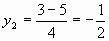 y₂ = (3 − 5)/4 = −1/2